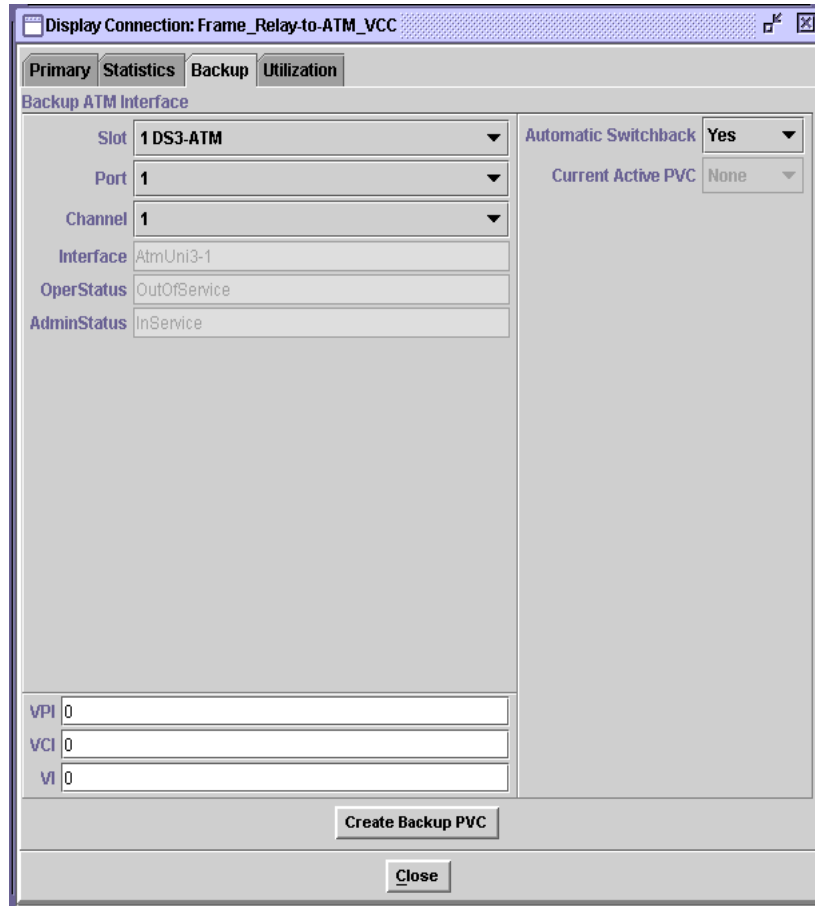 Display Connection: Frame_Relay-to-ATM_VCC
Primary Statistics Backup Utilization
Backup ATM Interface
Slot 1 DS3-ATM
Port 1
Channel 1
Interface AtmUni3-1
OperStatus OutOfService
AdminStatus InService
Automatic Switchback Yes
Current Active PVC None
VPI 0
VCI 0
VI 0
Create Backup PVC
Close